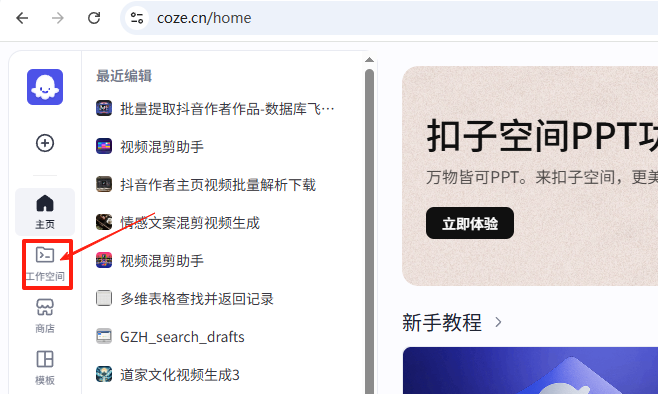 coze.cn/home
最近编辑
批量提取抖音作者作品-数据库飞…
视频混剪助手
抖音作者主页视频批量解析下载
情感文案混剪视频生成
视频混剪助手
多维表格查找并返回记录
GZH_search_drafts
道家文化视频生成3
主页
工作空间
商店
模板
扣子空间PPT功
万物皆可PPT。来扣子空间，更美
立即体验
新手教程